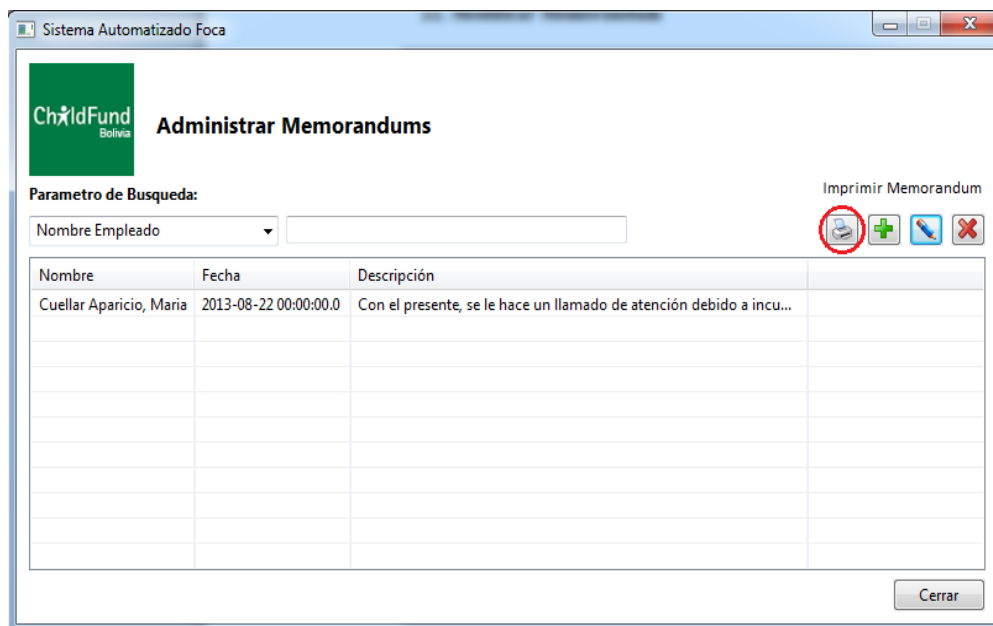 Sistema Automatizado Foca
ChildFund
Bolivia
Administrar Memorandums
Parametro de Busqueda:
Imprimir Memorandum
Nombre Empleado
Nombre Fecha Descripción
Cuellar Aparicio, Maria 2013-08-22 00:00:00.0 Con el presente, se le hace un llamado de atención debido a incu...
Cerrar